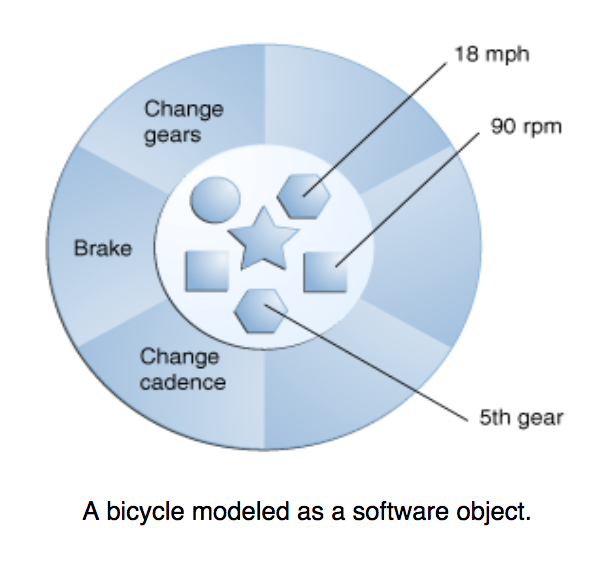 18 mph
Change
gears
90 rpm
Brake
Change
cadence
5th gear
A bicycle modeled as a software object.